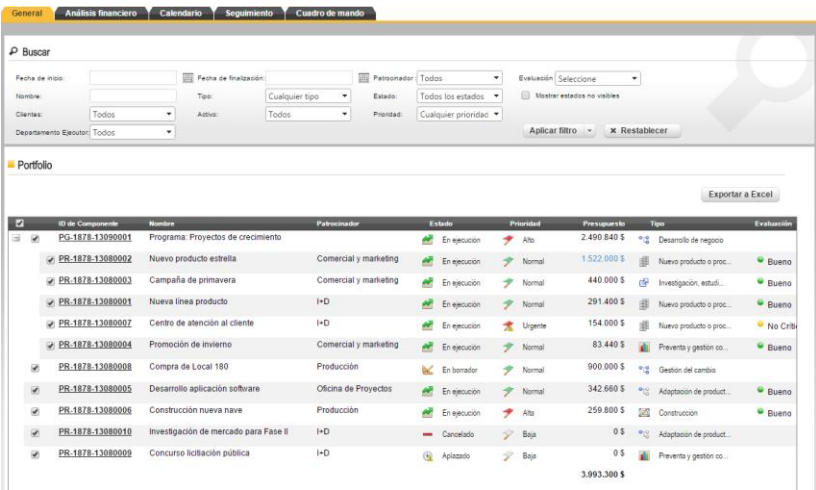 General Análisis financiero Calendario Seguimiento Cuadro de mando
Buscar
Fecha de inicio: Fecha de finalización: Patrocinador: Todos Evaluación Seleccione
Nombre: Tipo: Cualquier tipo Estado: Todos los estados Mostrar estados no visibles
Clientes: Todos Activo: Todos Prioridad: Cualquier prioridad
Departamento Ejecutor: Todos Aplicar filtro Restablecer
Portfolio
Exportar a Excel
ID de Componente Nombre Patrocinador Estado Prioridad Presupuesto Tipo Evaluación
PG-1878-13090001 Programa: Proyectos de crecimiento En ejecución Alto 2.490.840 $ Desarrollo de negocio
PR-1878-13080002 Nuevo producto estrella Comercial y marketing En ejecución Normal 1.522.000 $ Nuevo producto o proc... Bueno
PR-1878-13080003 Campaña de primavera Comercial y marketing En ejecución Normal 440.000 $ Investigación, estudi... Bueno
PR-1878-13080001 Nueva línea producto I+D En ejecución Normal 291.400 $ Nuevo producto o proc... Bueno
PR-1878-13080007 Centro de atención al cliente I+D En ejecución Urgente 154.000 $ Nuevo producto o proc... No Críti
PR-1878-13080004 Promoción de invierno Comercial y marketing En ejecución Normal 83.440 $ Preventa y gestión co... Bueno
PR-1878-13080008 Compra de Local 180 Producción En borrador Normal 900.000 $ Gestión del cambio
PR-1878-13080005 Desarrollo aplicación software Oficina de Proyectos En ejecución Normal 342.660 $ Adaptación de product... Bueno
PR-1878-13080006 Construcción nueva nave Producción En ejecución Alta 259.800 $ Construcción Bueno
PR-1878-13080010 Investigación de mercado para Fase II I+D Cancelado Baja 0 $ Adaptación de product...
PR-1878-13080009 Concurso licitiación pública I+D Aplazado Baja 0 $ Preventa y gestión co...
3.993.300 $